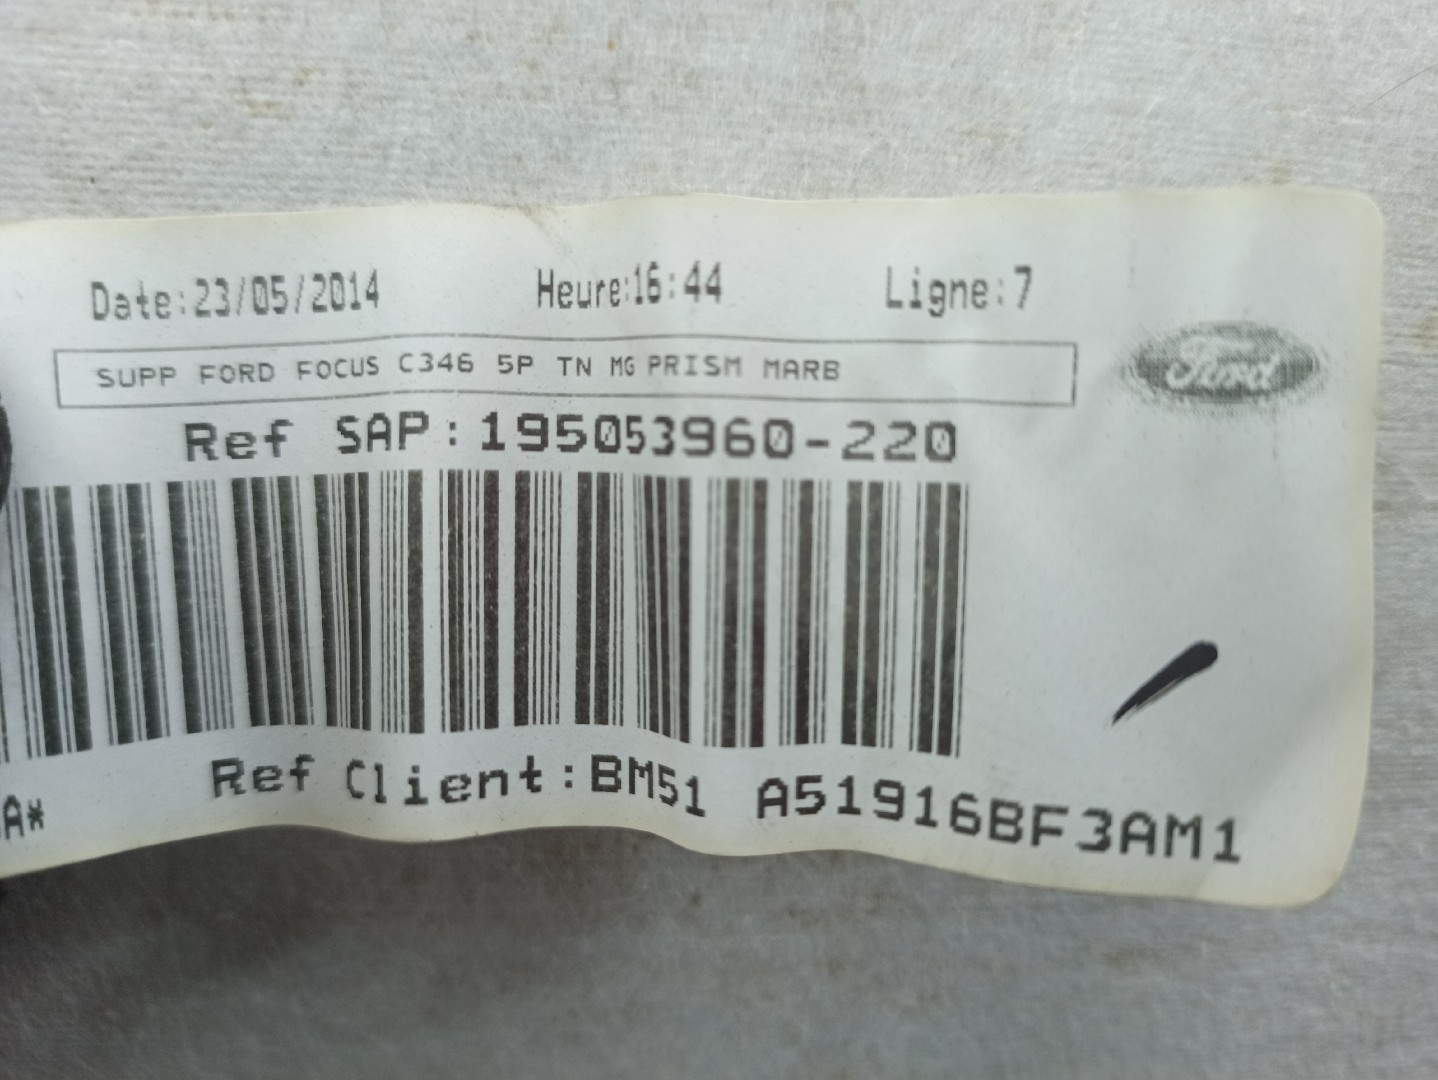 Date:23/05/2014 Heure:16:44 Ligne:7
SUPP FORD FOCUS C346 5P TN MG PRISM MARB
Ford
Ref SAP:195053960-220
Ref Client:BM51 A51916BF3AM1
A*